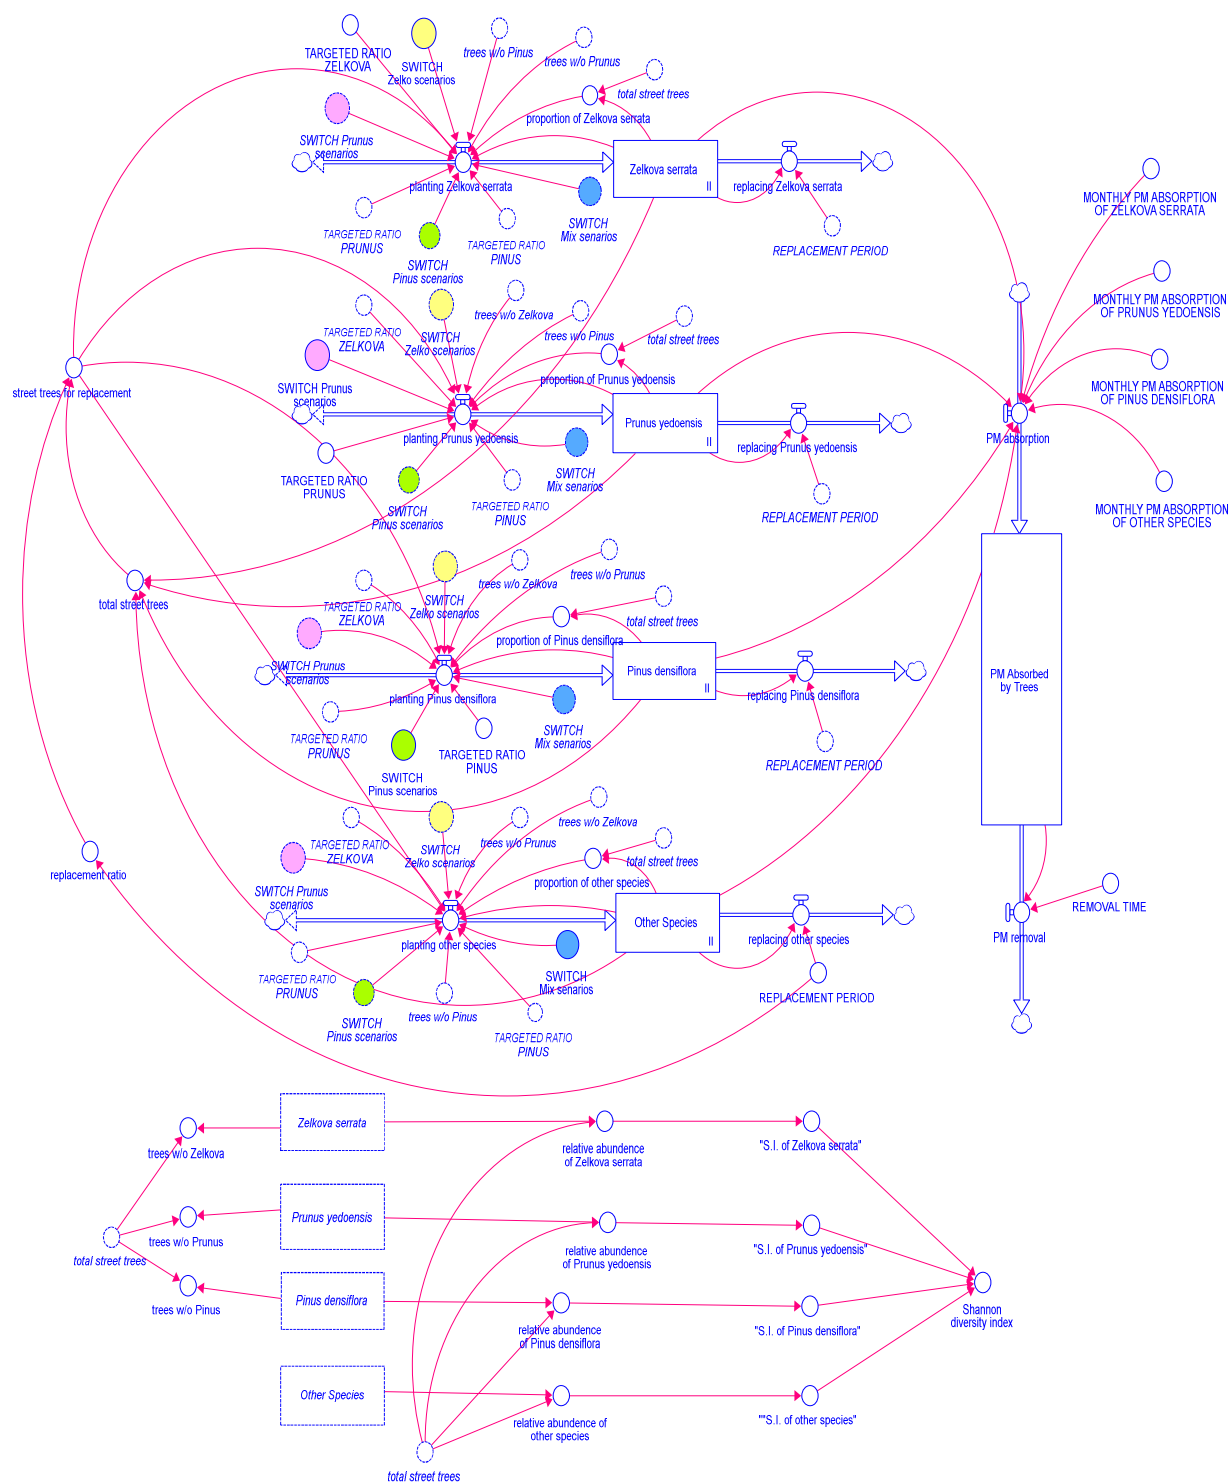 TARGETED RATIO
ZELKOVA
SWITCH
Zelko scenarios
trees w/o Pinus
trees w/o Prunus
total street trees
proportion of Zelkova serrata
SWITCH Prunus
scenarios
planting Zelkova serrata
Zelkova serrata
replacing Zelkova serrata
TARGETED RATIO
PRUNUS
SWITCH
Pinus scenarios
TARGETED RATIO
PINUS
SWITCH
Mix senarios
REPLACEMENT PERIOD
MONTHLY PM ABSORPTION
OF ZELKOVA SERRATA
TARGETED RATIO
ZELKOVA
SWITCH
Zelko scenarios
trees w/o Zelkova
trees w/o Pinus
total street trees
proportion of Prunus yedoensis
MONTHLY PM ABSORPTION
OF PRUNUS YEDOENSIS
street trees for replacement
SWITCH Prunus
scenarios
planting Prunus yedoensis
Prunus yedoensis
replacing Prunus yedoensis
PM absorption
MONTHLY PM ABSORPTION
OF PINUS DENSIFLORA
TARGETED RATIO
PRUNUS
SWITCH
Pinus scenarios
TARGETED RATIO
PINUS
SWITCH
Mix senarios
REPLACEMENT PERIOD
MONTHLY PM ABSORPTION
OF OTHER SPECIES
total street trees
TARGETED RATIO
ZELKOVA
SWITCH
Zelko scenarios
trees w/o Zelkova
trees w/o Prunus
total street trees
proportion of Pinus densiflora
SWITCH Prunus
scenarios
planting Pinus densiflora
Pinus densiflora
replacing Pinus densiflora
PM Absorbed
by Trees
TARGETED RATIO
PRUNUS
SWITCH
Pinus scenarios
TARGETED RATIO
PINUS
SWITCH
Mix senarios
REPLACEMENT PERIOD
TARGETED RATIO
ZELKOVA
SWITCH
Zelko scenarios
trees w/o Prunus
trees w/o Zelkova
total street trees
proportion of other species
replacement ratio
SWITCH Prunus
scenarios
planting other species
Other Species
replacing other species
PM removal
REMOVAL TIME
TARGETED RATIO
PRUNUS
SWITCH
Pinus scenarios
trees w/o Pinus
TARGETED RATIO
PINUS
SWITCH
Mix senarios
REPLACEMENT PERIOD
trees w/o Zelkova
Zelkova serrata
relative abundance
of Zelkova serrata
"S.I. of Zelkova serrata"
trees w/o Prunus
Prunus yedoensis
relative abundance
of Prunus yedoensis
"S.I. of Prunus yedoensis"
total street trees
trees w/o Pinus
Pinus densiflora
relative abundance
of Pinus densiflora
"S.I. of Pinus densiflora"
Shannon
diversity index
Other Species
relative abundance of
other species
""S.I. of other species"
total street trees